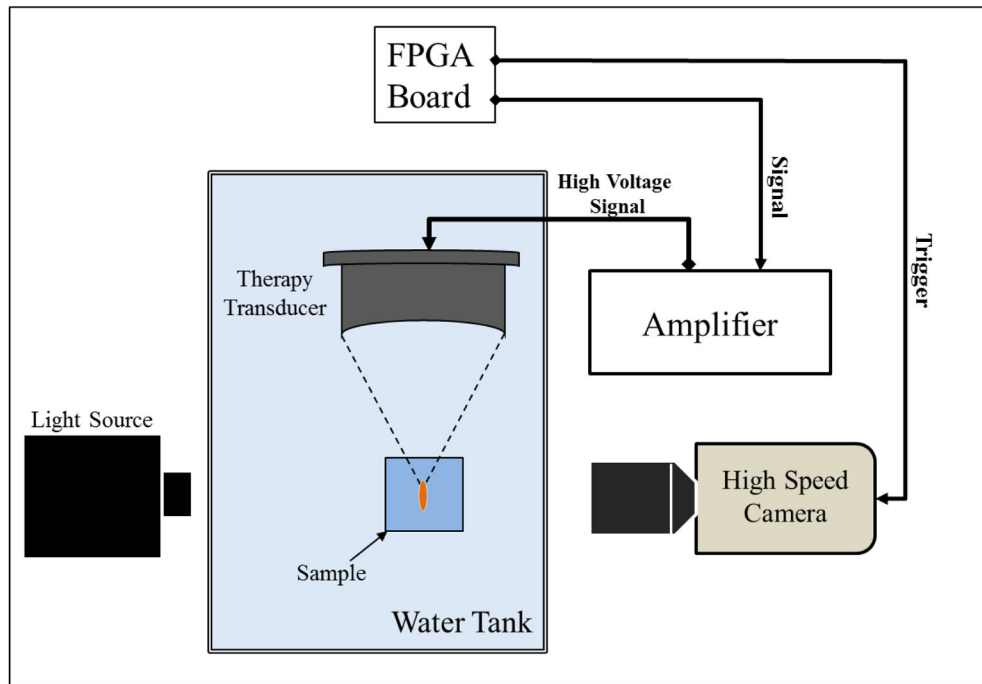 FPGA
Board
High Voltage
Signal
Signal
Trigger
Therapy
Transducer
Amplifier
Light Source
High Speed
Camera
Sample
Water Tank